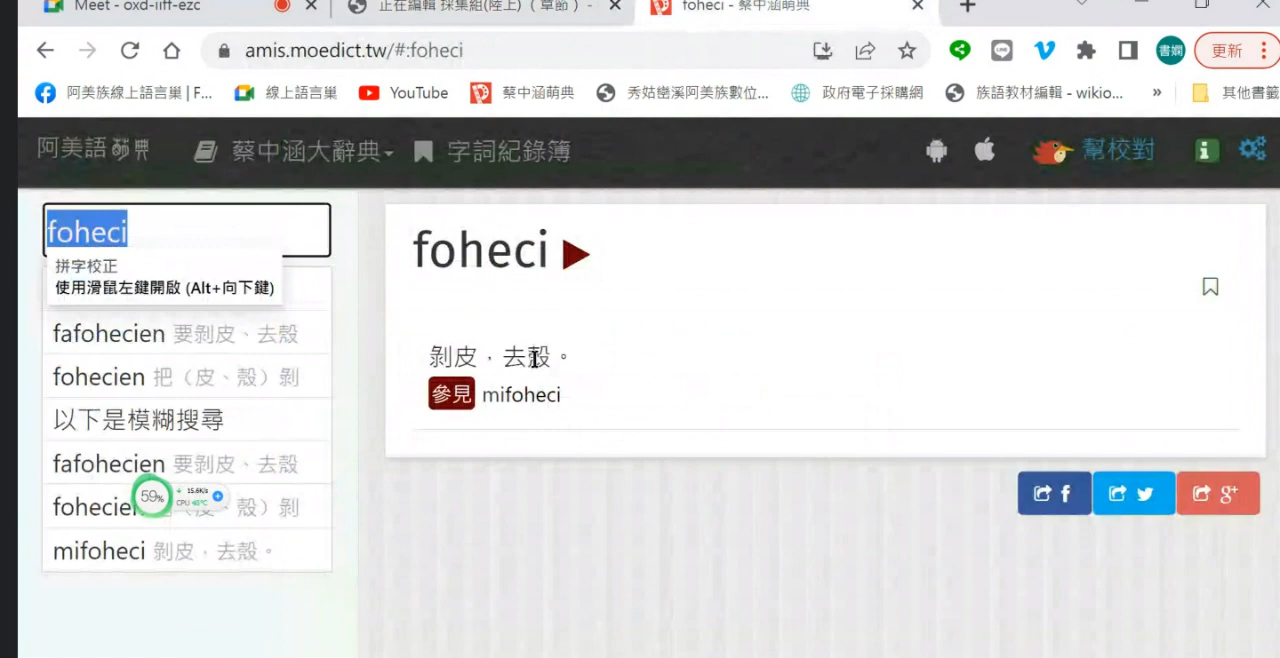 Meet - oxd-iiff-ezc
正在編輯 採集組(陸上)（章節） -
foheci - 蔡中涵萌典
amis.moedict.tw/#:foheci
書嫻
更新
阿美族線上語言巢 | F...
線上語言巢
YouTube
蔡中涵萌典
秀姑巒溪阿美族數位...
政府電子採購網
族語教材編輯 - wikio...
»
其他書籤
阿美語萌典
蔡中涵大辭典
字詞紀錄簿
幫校對
foheci
拼字校正
使用滑鼠左鍵開啟 (Alt+向下鍵)
fafohecien 要剝皮、去殼
fohecien 把（皮、殼）剝
以下是模糊搜尋
fafohecien 要剝皮、去殼
59%
15.6K/s
殼）剝
mifoheci 剝皮，去殼。
foheci
剝皮，去殼。
參見 mifoheci